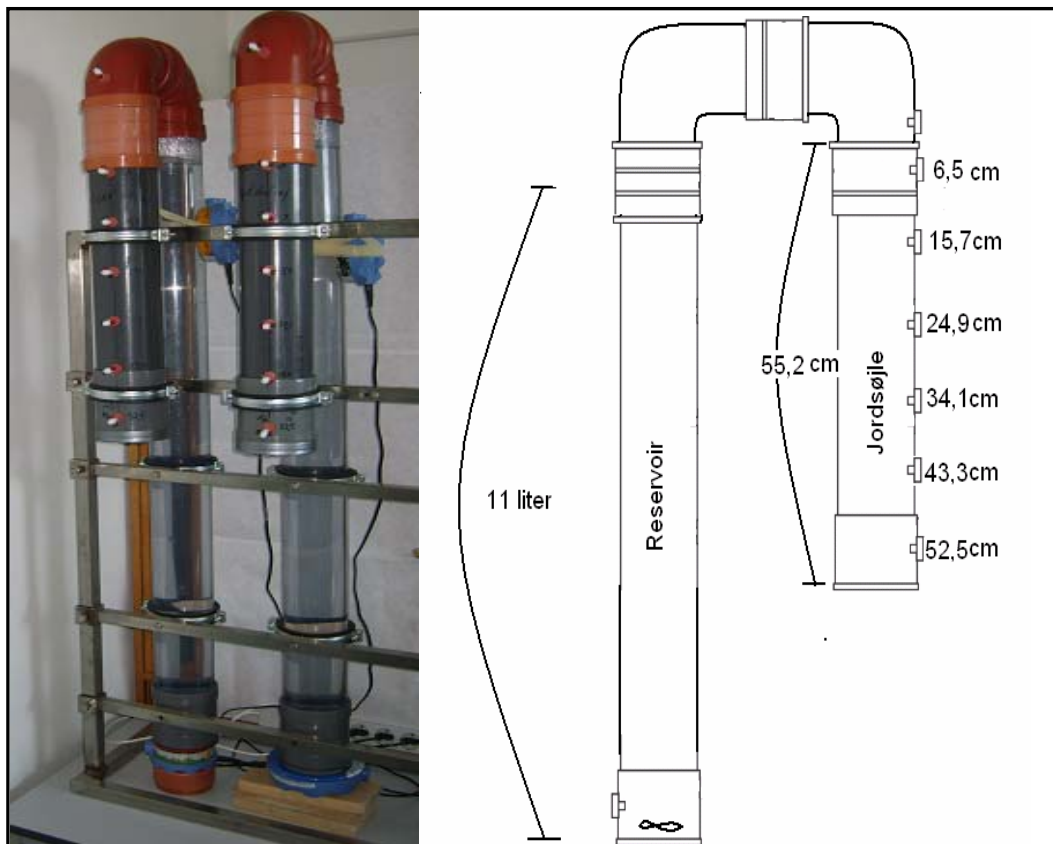 6,5 cm
15,7cm
24,9cm
34,1cm
43,3cm
52,5cm
55,2 cm
Jordsøjle
11 liter
Reservoir